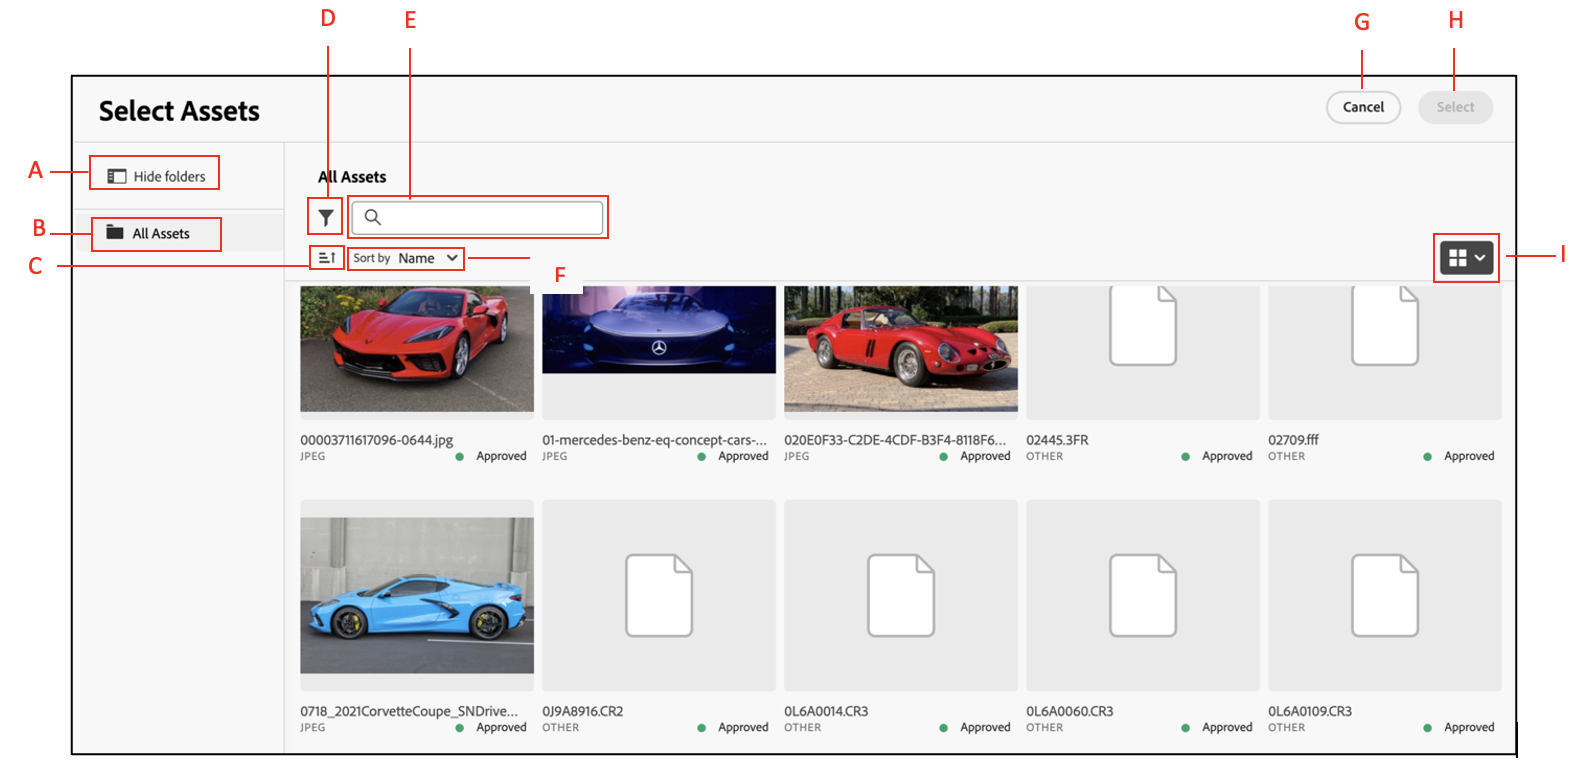 D
E
G
H
Select Assets
Cancel
Select
A
Hide folders
All Assets
B
All Assets
C
Sort by Name
F
I
00003711617096-0644.jpg
JPEG
Approved
01-mercedes-benz-eq-concept-cars-...
JPEG
Approved
020E0F33-C2DE-4CDF-B3F4-8118F6...
JPEG
Approved
02445.3FR
OTHER
Approved
02709.fff
OTHER
Approved
0718_2021CorvetteCoupe_SNDrive...
JPEG
Approved
0J9A8916.CR2
OTHER
Approved
0L6A0014.CR3
OTHER
Approved
0L6A0060.CR3
OTHER
Approved
0L6A0109.CR3
OTHER
Approved